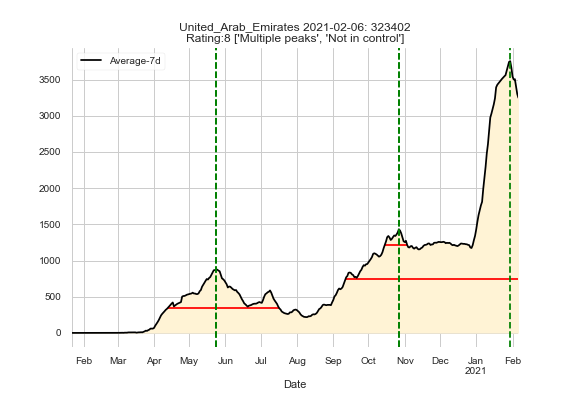 United_Arab_Emirates 2021-02-06: 323402
Rating:8 ['Multiple peaks', 'Not in control']
Average-7d
3500
3000
2500
2000
1500
1000
500
0
Feb Mar Apr May Jun Jul Aug Sep Oct Nov Dec Jan Feb
2021
Date